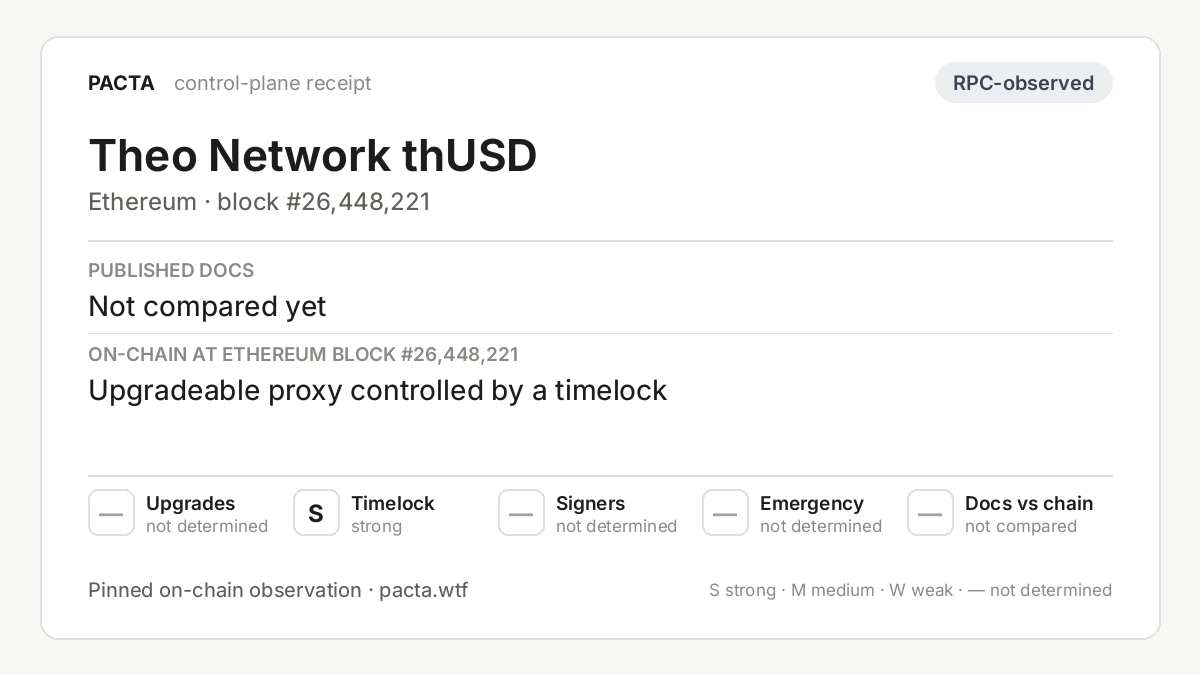 PACTA control-plane receipt RPC-observed
Theo Network thUSD
Ethereum · block #26,448,221
PUBLISHED DOCS
Not compared yet
ON-CHAIN AT ETHEREUM BLOCK #26,448,221
Upgradeable proxy controlled by a timelock
— Upgrades
not determined
S Timelock
strong
— Signers
not determined
— Emergency
not determined
— Docs vs chain
not compared
Pinned on-chain observation · pacta.wtf
S strong · M medium · W weak · — not determined